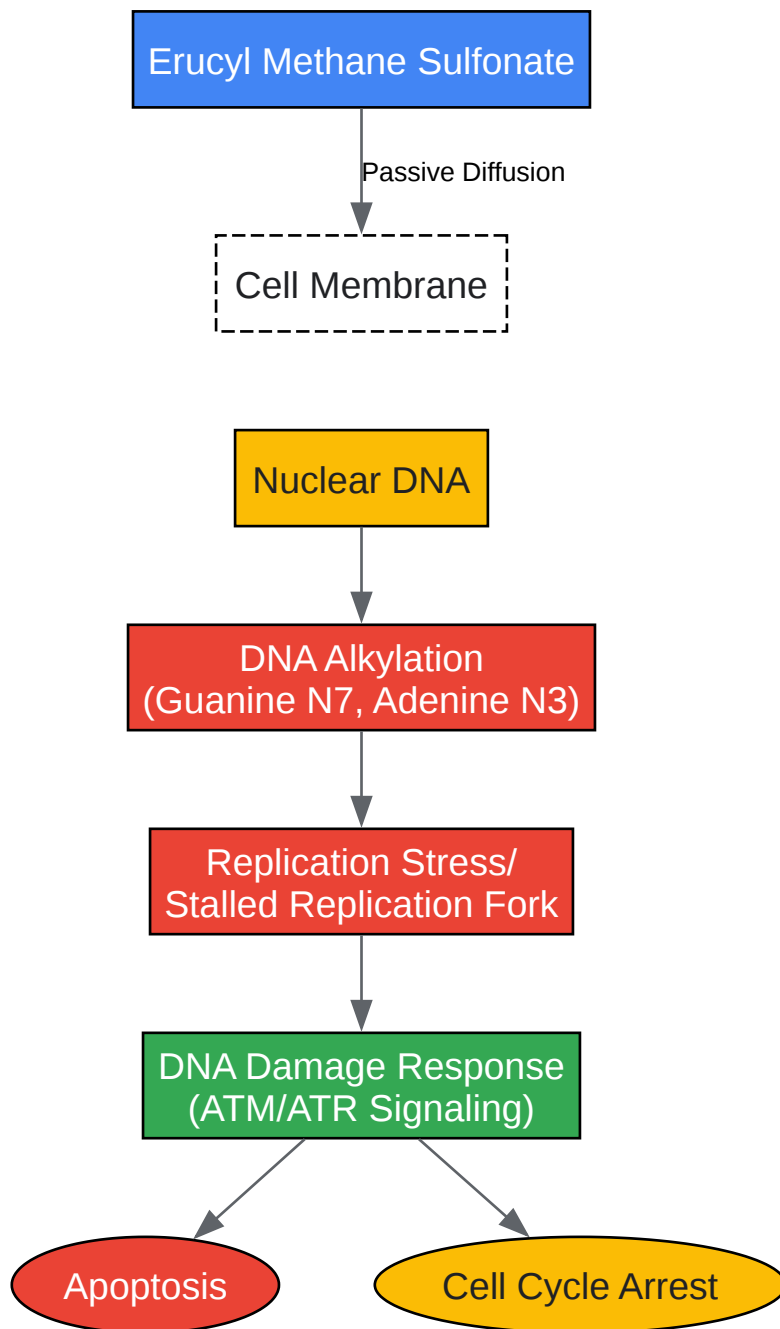 Erucyl Methane Sulfonate
Passive Diffusion
Cell Membrane
Nuclear DNA
DNA Alkylation
(Guanine N7, Adenine N3)
Replication Stress/
Stalled Replication Fork
DNA Damage Response
(ATM/ATR Signaling)
Apoptosis
Cell Cycle Arrest